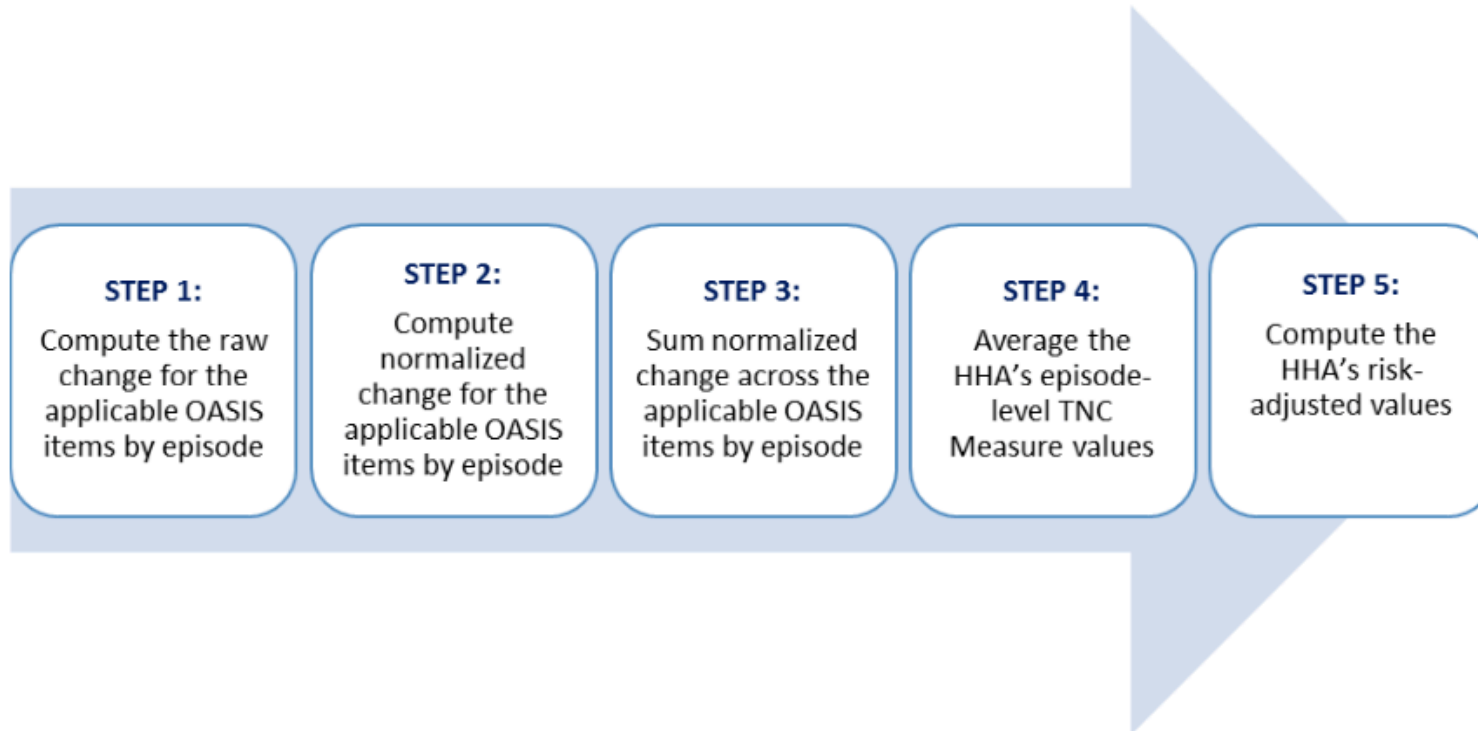 STEP 1:
Compute the raw
change for the
applicable OASIS
items by episode
STEP 2:
Compute
normalized
change for the
applicable OASIS
items by episode
STEP 3:
Sum normalized
change across the
applicable OASIS
items by episode
STEP 4:
Average the
HHA’s episode-
level TNC
Measure values
STEP 5:
Compute the
HHA’s risk-
adjusted values